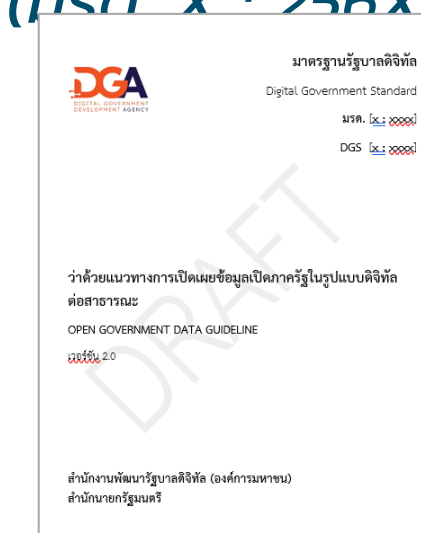 (มรด. x : 256x
DGA
DIGITAL GOVERNMENT
DEVELOPMENT AGENCY
มาตรฐานรัฐบาลดิจิทัล
Digital Government Standard
มรด. [x : xxxx]
DGS [x : xxxx]
ว่าด้วยแนวทางการเปิดเผยข้อมูลเปิดภาครัฐในรูปแบบดิจิทัล
ต่อสาธารณะ
OPEN GOVERNMENT DATA GUIDELINE
เวอร์ชัน 2.0
DRAFT
สำนักงานพัฒนารัฐบาลดิจิทัล (องค์การมหาชน)
สำนักนายกรัฐมนตรี